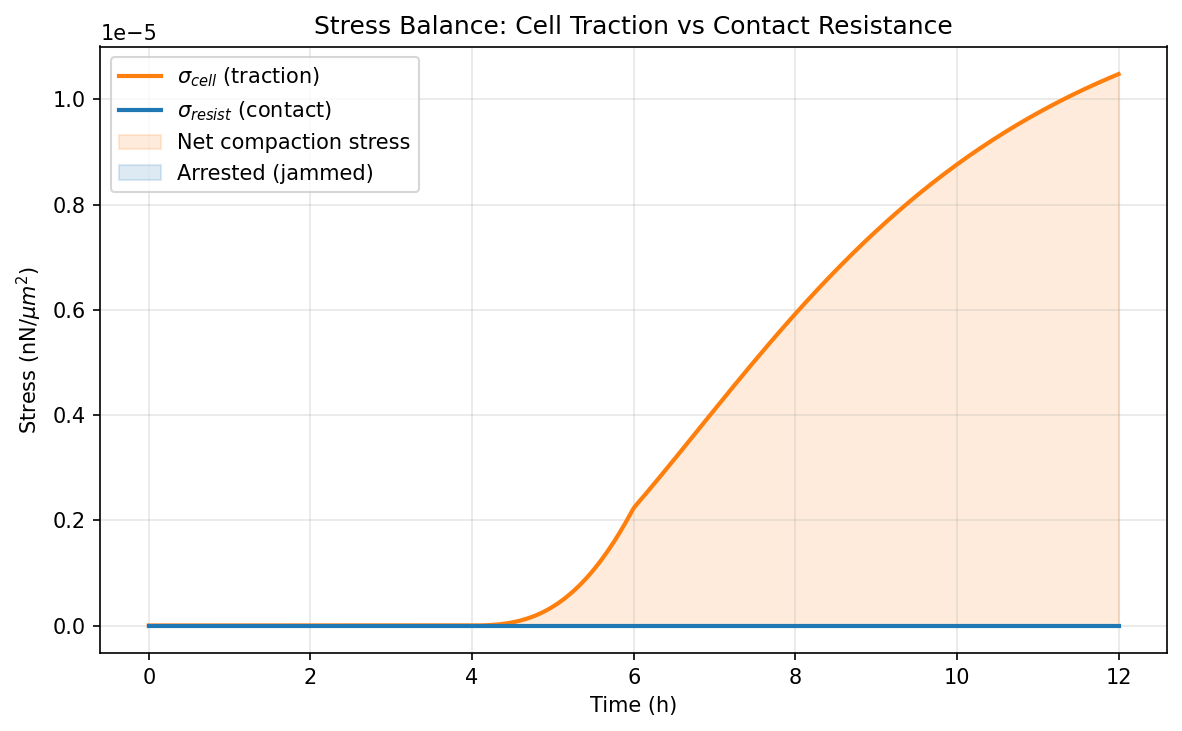 Stress Balance: Cell Traction vs Contact Resistance
1e−5
σcell (traction)
σresist (contact)
Net compaction stress
Arrested (jammed)
Stress (nN/μm²)
1.0
0.8
0.6
0.4
0.2
0.0
0 2 4 6 8 10 12
Time (h)